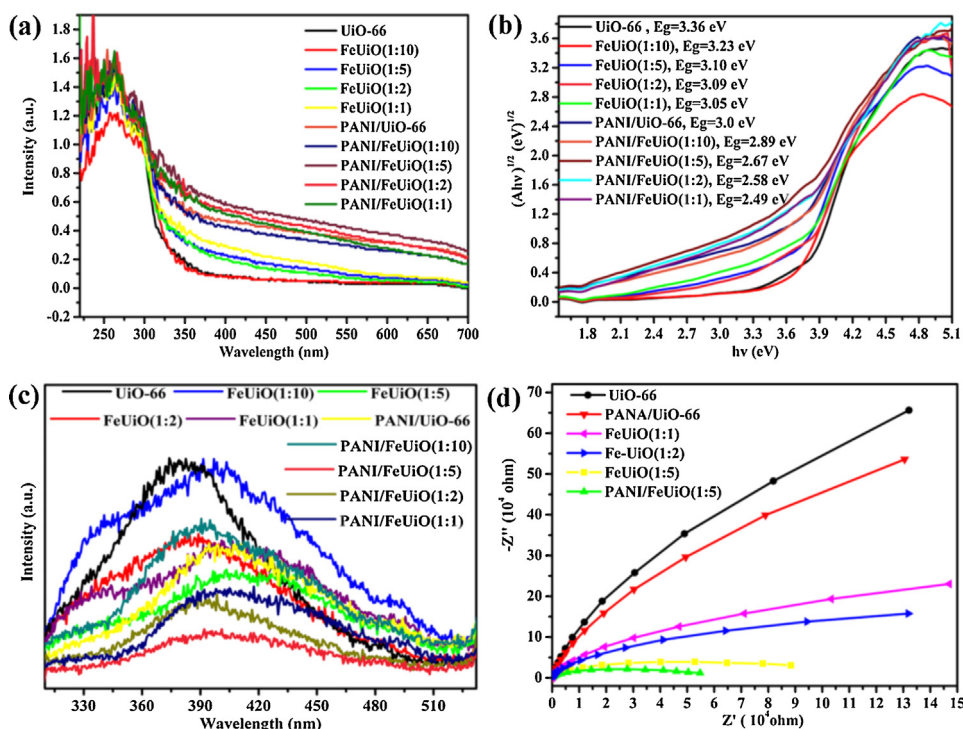 (a)
1.8
1.6
1.4
1.2
1.0
0.8
0.6
0.4
0.2
0.0
-0.2
Intensity (a.u.)
UiO-66
FeUiO(1:10)
FeUiO(1:5)
FeUiO(1:2)
FeUiO(1:1)
PANI/UiO-66
PANI/FeUiO(1:10)
PANI/FeUiO(1:5)
PANI/FeUiO(1:2)
PANI/FeUiO(1:1)
250 300 350 400 450 500 550 600 650 700
Wavelength (nm)
(b)
3.6
3.0
2.4
1.8
1.2
0.6
0.0
(Ahν)1/2 (eV)1/2
UiO-66 , Eg=3.36 eV
FeUiO(1:10), Eg=3.23 eV
FeUiO(1:5), Eg=3.10 eV
FeUiO(1:2), Eg=3.09 eV
FeUiO(1:1), Eg=3.05 eV
PANI/UiO-66, Eg=3.0 eV
PANI/FeUiO(1:10), Eg=2.89 eV
PANI/FeUiO(1:5), Eg=2.67 eV
PANI/FeUiO(1:2), Eg=2.58 eV
PANI/FeUiO(1:1), Eg=2.49 eV
1.8 2.1 2.4 2.7 3.0 3.3 3.6 3.9 4.2 4.5 4.8 5.1
hν (eV)
(c)
UiO-66 FeUiO(1:10) FeUiO(1:5)
FeUiO(1:2) FeUiO(1:1) PANI/UiO-66
PANI/FeUiO(1:10)
PANI/FeUiO(1:5)
PANI/FeUiO(1:2)
PANI/FeUiO(1:1)
Intensity (a.u.)
330 360 390 420 450 480 510
Wavelength (nm)
(d)
70
60
50
40
30
20
10
0
-Z'' (10⁴ ohm)
UiO-66
PANA/UiO-66
FeUiO(1:1)
Fe-UiO(1:2)
FeUiO(1:5)
PANI/FeUiO(1:5)
0 1 2 3 4 5 6 7 8 9 10 11 12 13 14 15
Z' (10⁴ohm)